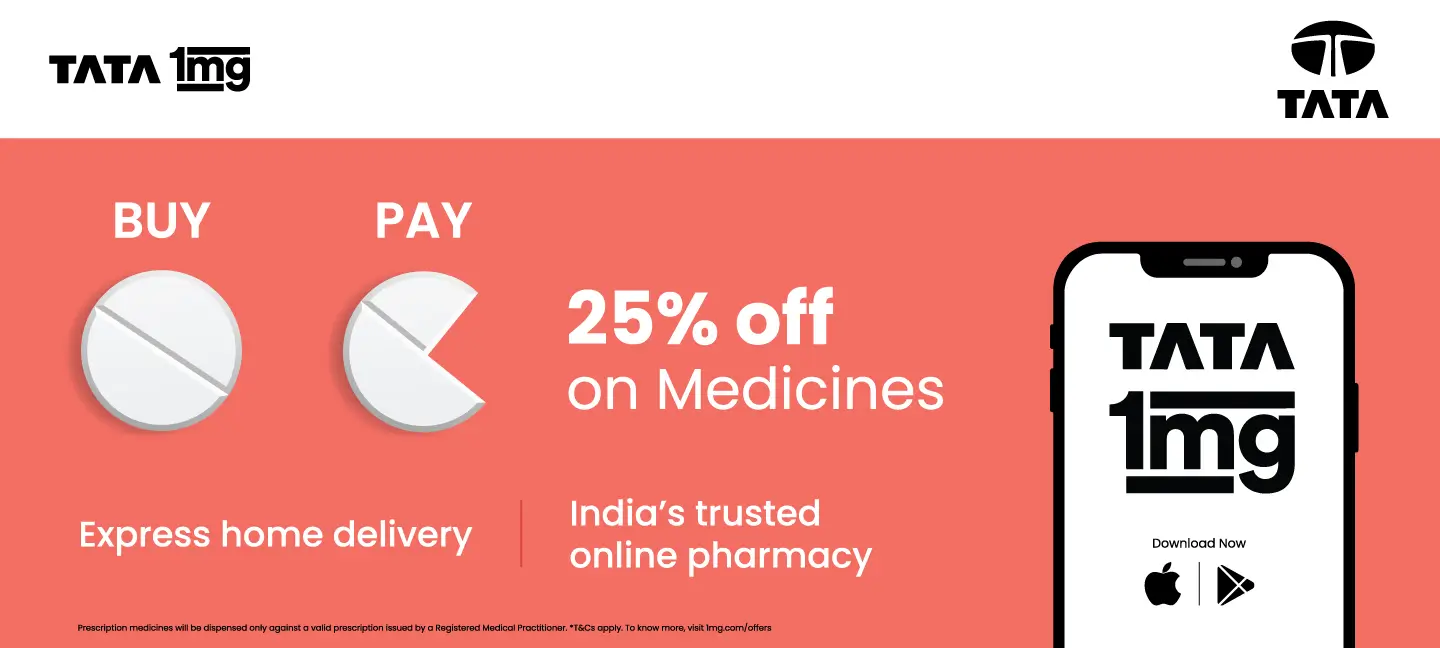 TATA 1mg
TATA
BUY
PAY
25% off
on Medicines
Express home delivery
India's trusted
online pharmacy
TATA
1mg
Download Now
Prescription medicines will be dispensed only against a valid prescription issued by a Registered Medical Practitioner. *T&Cs apply. To know more, visit 1mg.com/offers